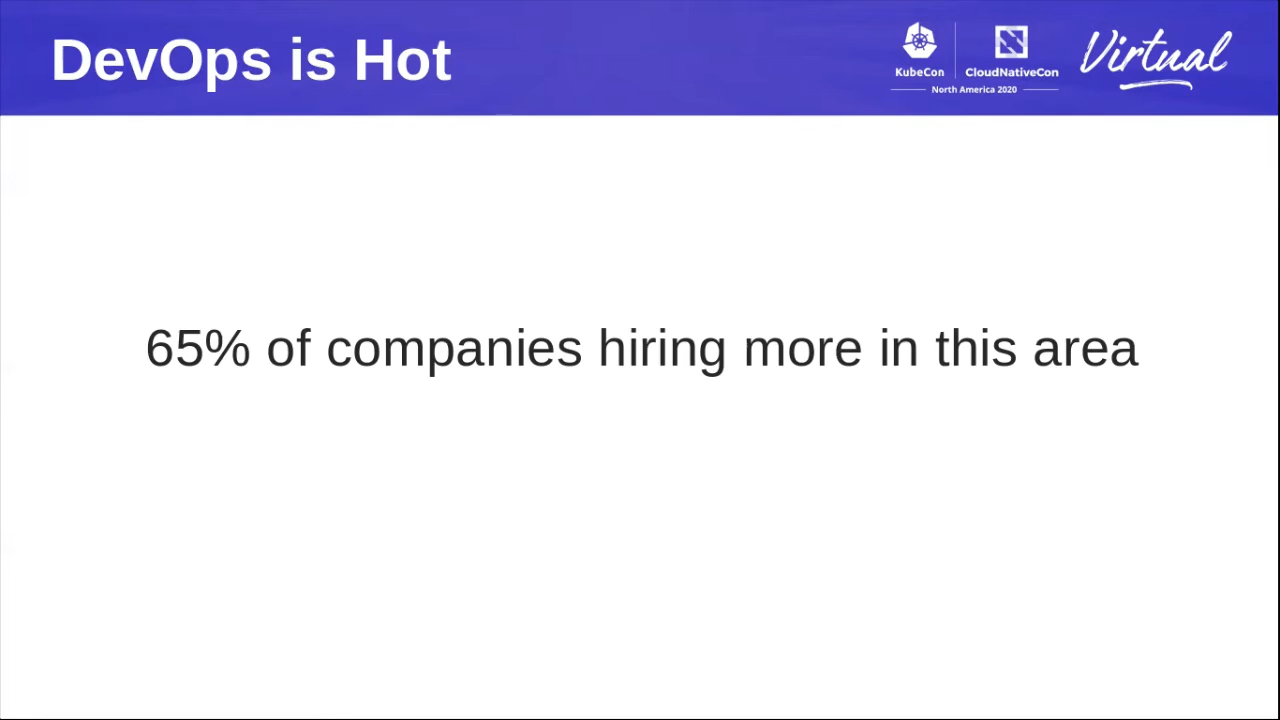 DevOps is Hot
KubeCon
CloudNativeCon
North America 2020
Virtual
65% of companies hiring more in this area